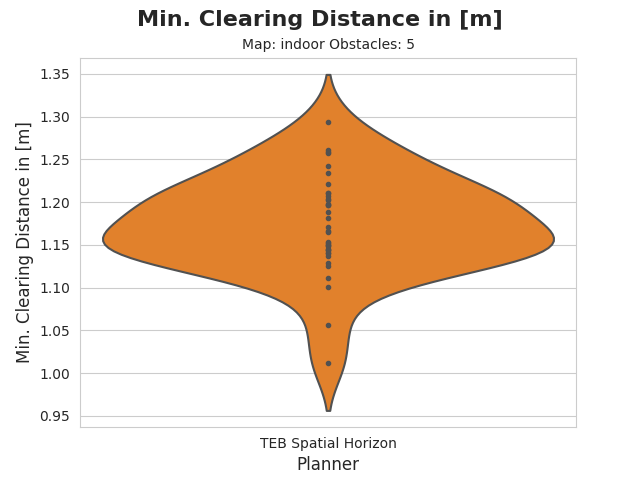 Min. Clearing Distance in [m]
Map: indoor Obstacles: 5
Min. Clearing Distance in [m]
1.35
1.30
1.25
1.20
1.15
1.10
1.05
1.00
0.95
TEB Spatial Horizon
Planner